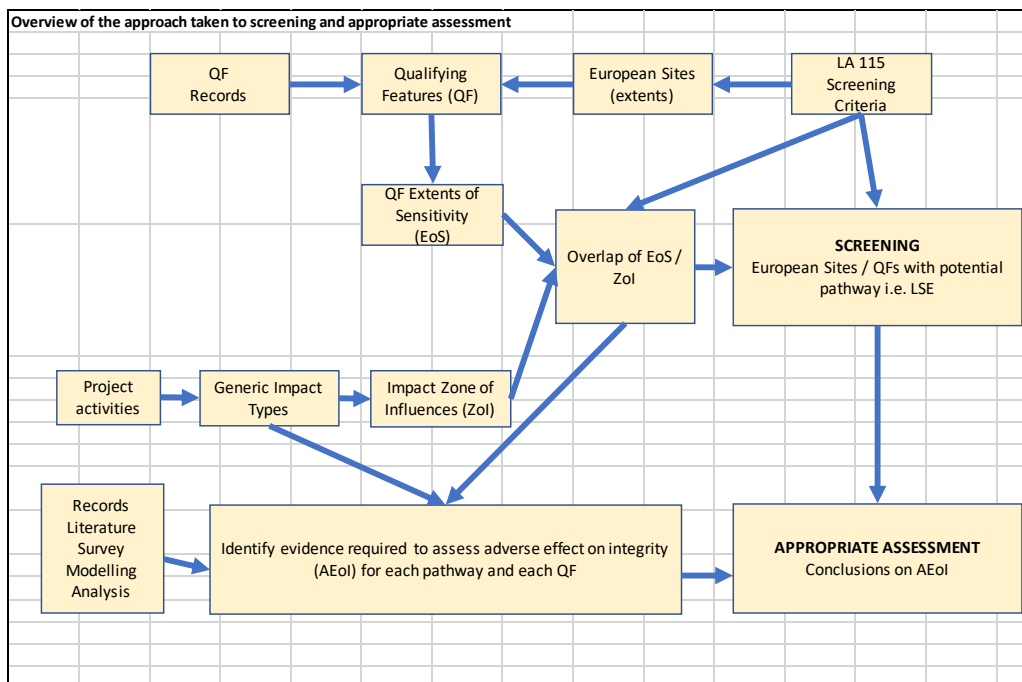 Overview of the approach taken to screening and appropriate assessment
QF
Records
Qualifying
Features (QF)
European Sites
(extents)
LA 115
Screening
Criteria
QF Extents of
Sensitivity
(EoS)
Overlap of EoS /
ZoI
SCREENING
European Sites / QFs with potential
pathway i.e. LSE
Project
activities
Generic Impact
Types
Impact Zone of
Influences (ZoI)
Records
Literature
Survey
Modelling
Analysis
Identify evidence required to assess adverse effect on integrity
(AEoI) for each pathway and each QF
APPROPRIATE ASSESSMENT
Conclusions on AEoI